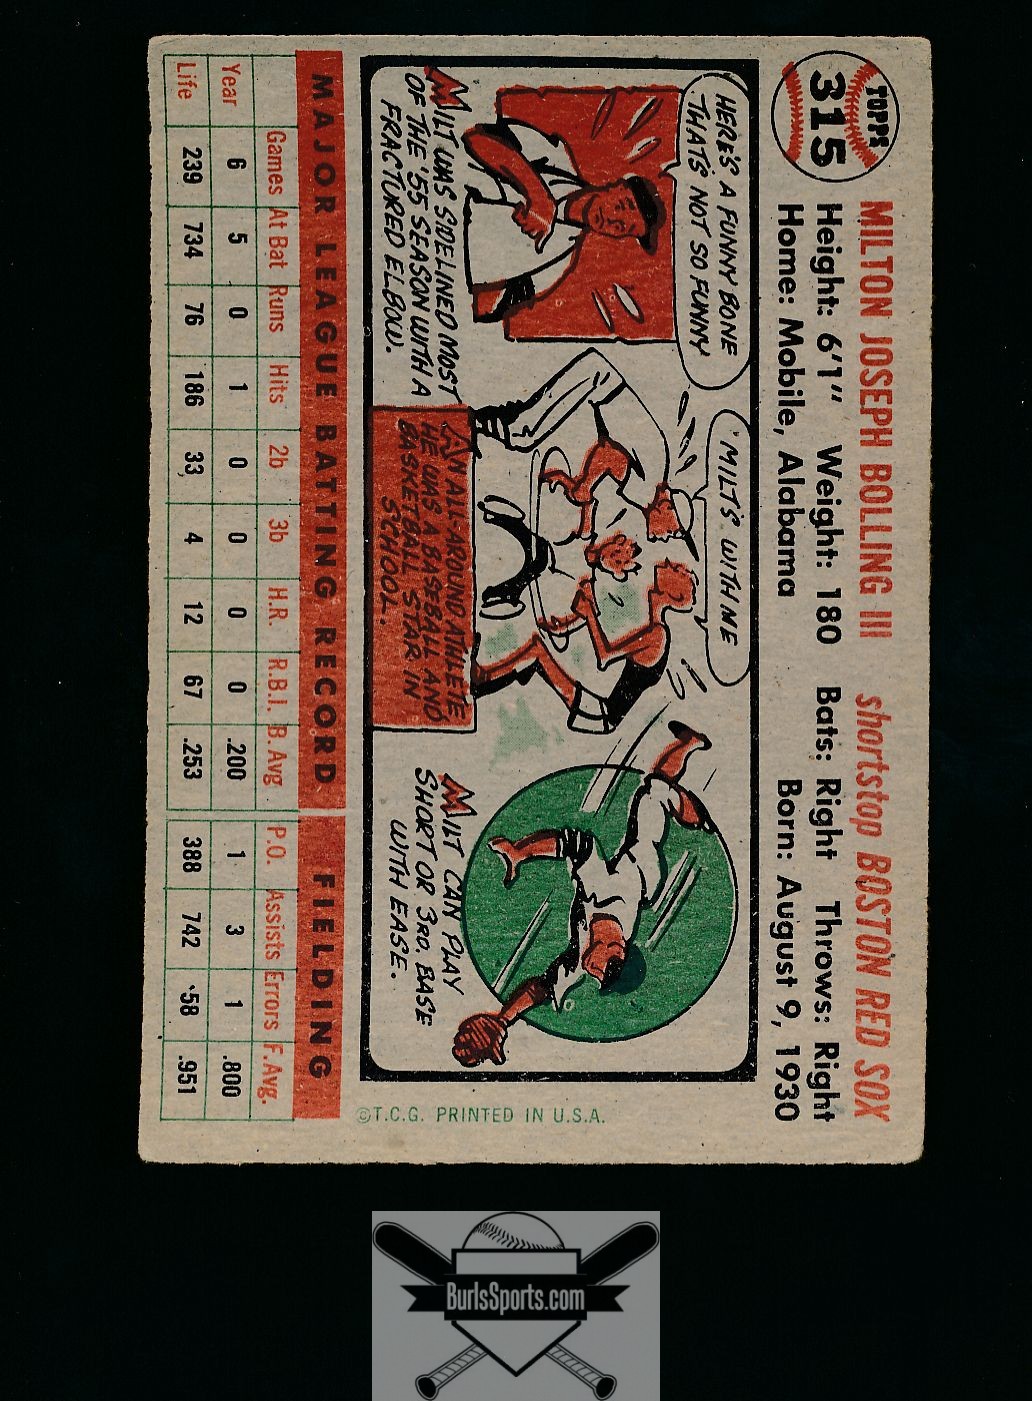 TOPPS
315
MILTON JOSEPH BOLLING III shortstop BOSTON RED SOX
Height: 6'1" Weight: 180 Bats: Right Throws: Right
Home: Mobile, Alabama Born: August 9, 1930
HERE'S A FUNNY BONE
THAT'S NOT SO FUNNY
MILT WAS SIDELINED MOST
OF THE '55 SEASON WITH A
FRACTURED ELBOW.
MILT'S WITH ME
AN ALL-AROUND ATHLETE
HE WAS A BASEBALL AND
BASKETBALL STAR IN
SCHOOL.
MILT CAN PLAY
SHORT OR 3RD. BASE
WITH EASE.
MAJOR LEAGUE BATTING RECORD FIELDING
Games At Bat Runs Hits 2b 3b H.R. R.B.I. B.Avg P.O. Assists Errors F.Avg.
Year 6 5 0 1 0 0 0 0 .200 1 3 1 .800
Life 239 734 76 186 33 4 12 67 .253 388 742 58 .951
©T.C.G. PRINTED IN U.S.A.
BurlsSports.com